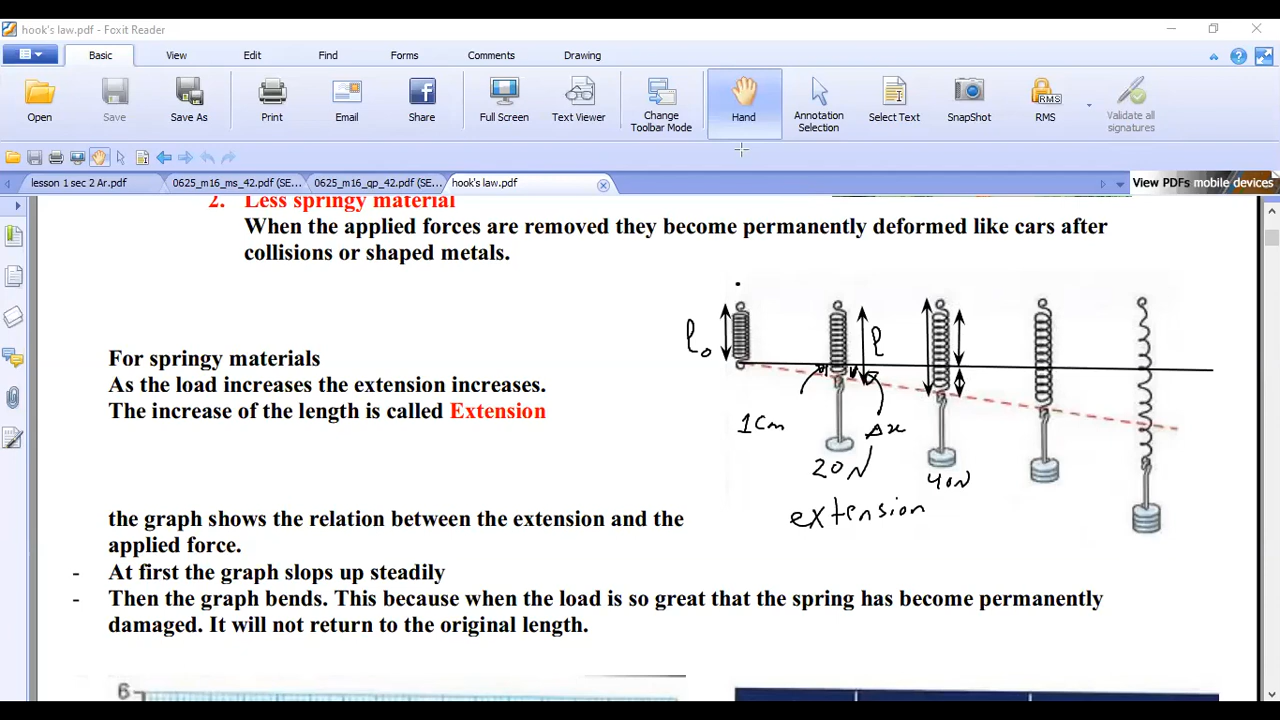 hook's law.pdf - Foxit Reader
Basic View Edit Find Forms Comments Drawing
Open Save Save As Print Email Share Full Screen Text Viewer Change Toolbar Mode Hand Annotation Selection Select Text SnapShot RMS Validate all signatures
RMS
lesson 1 sec 2 Ar.pdf 0625_m16_ms_42.pdf (SE... 0625_m16_qp_42.pdf (SE... hook's law.pdf View PDFs mobile devices
2. Less springy material
When the applied forces are removed they become permanently deformed like cars after
collisions or shaped metals.
l₀ l
For springy materials
As the load increases the extension increases.
The increase of the length is called Extension
1cm Δx
20N 40N
extension
the graph shows the relation between the extension and the
applied force.
- At first the graph slops up steadily
- Then the graph bends. This because when the load is so great that the spring has become permanently
damaged. It will not return to the original length.
6